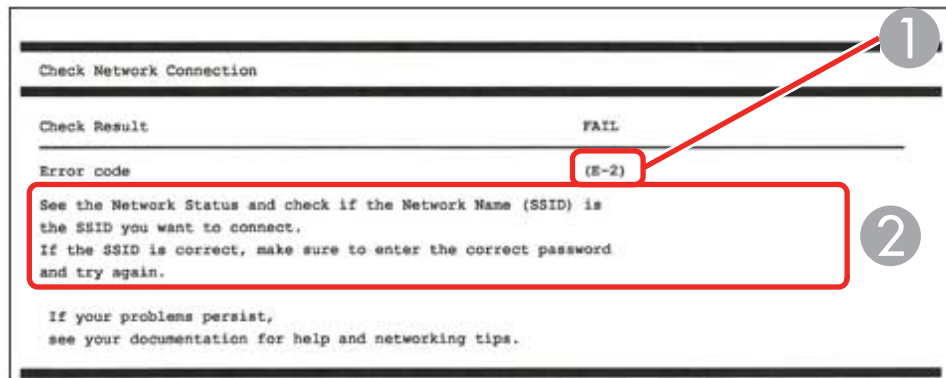 1
Check Network Connection
Check Result FAIL
Error code (E-2)
See the Network Status and check if the Network Name (SSID) is
the SSID you want to connect.
If the SSID is correct, make sure to enter the correct password
and try again.
2
If your problems persist,
see your documentation for help and networking tips.